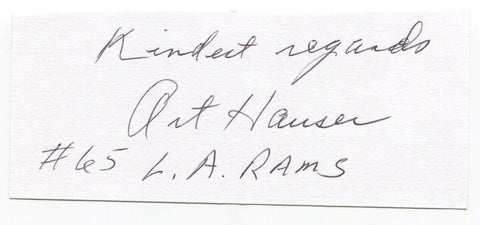 Kindest regards
Art Hauser
#65 L.A. RAMS